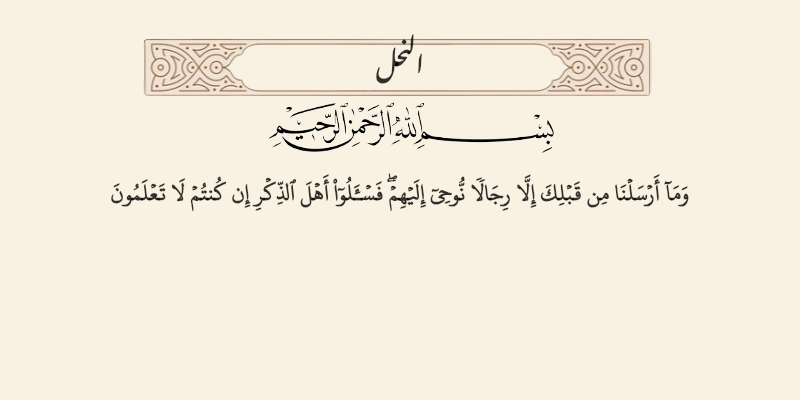 النحل
بِسْمِ ٱللَّهِ ٱلرَّحْمَٰنِ ٱلرَّحِيمِ
وَمَآ أَرْسَلْنَا مِن قَبْلِكَ إِلَّا رِجَالًا نُّوحِىٓ إِلَيْهِمْ ۖ فَسْـَٔلُوٓا۟ أَهْلَ ٱلذِّكْرِ إِن كُنتُمْ لَا تَعْلَمُونَ